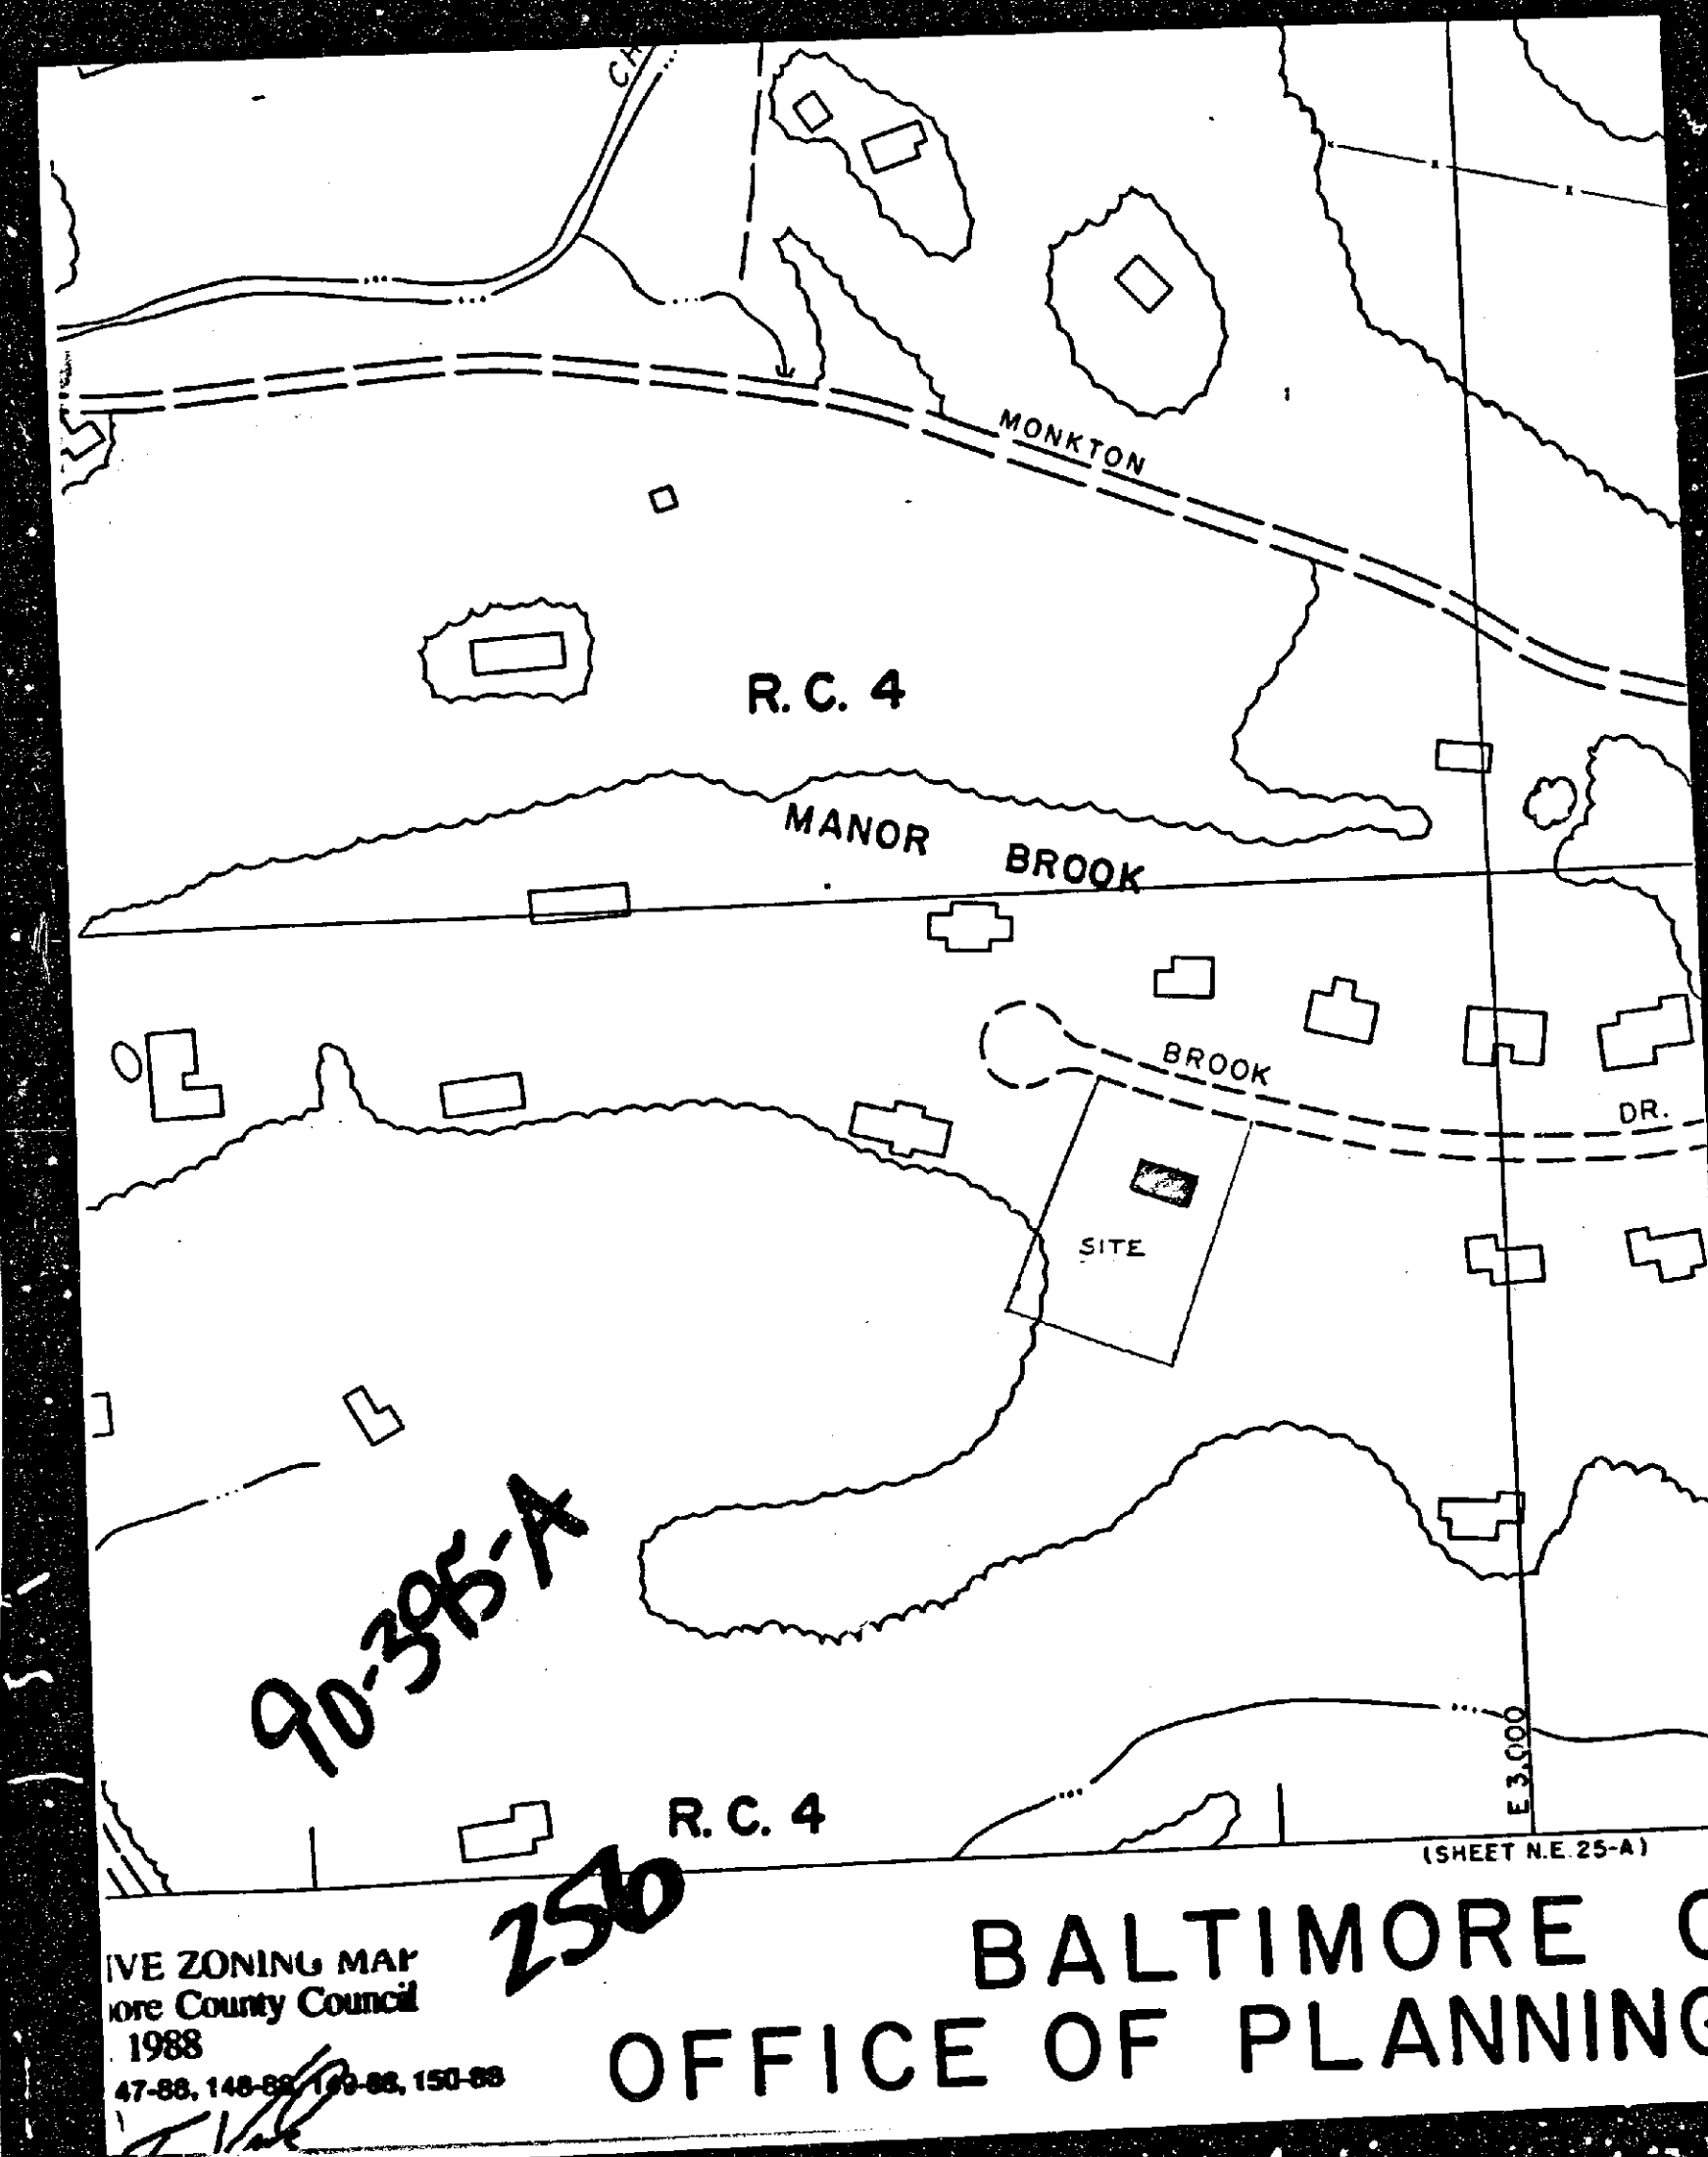 CH
MONKTON
R.C. 4
MANOR BROOK
BROOK
DR.
SITE
90-395-A
E 3,000
R.C. 4
(SHEET N.E. 25-A)
256
IVE ZONING MAP
ore County Council
1988
47-88, 148-88, 149-88, 150-88
BALTIMORE
OFFICE OF PLANNING